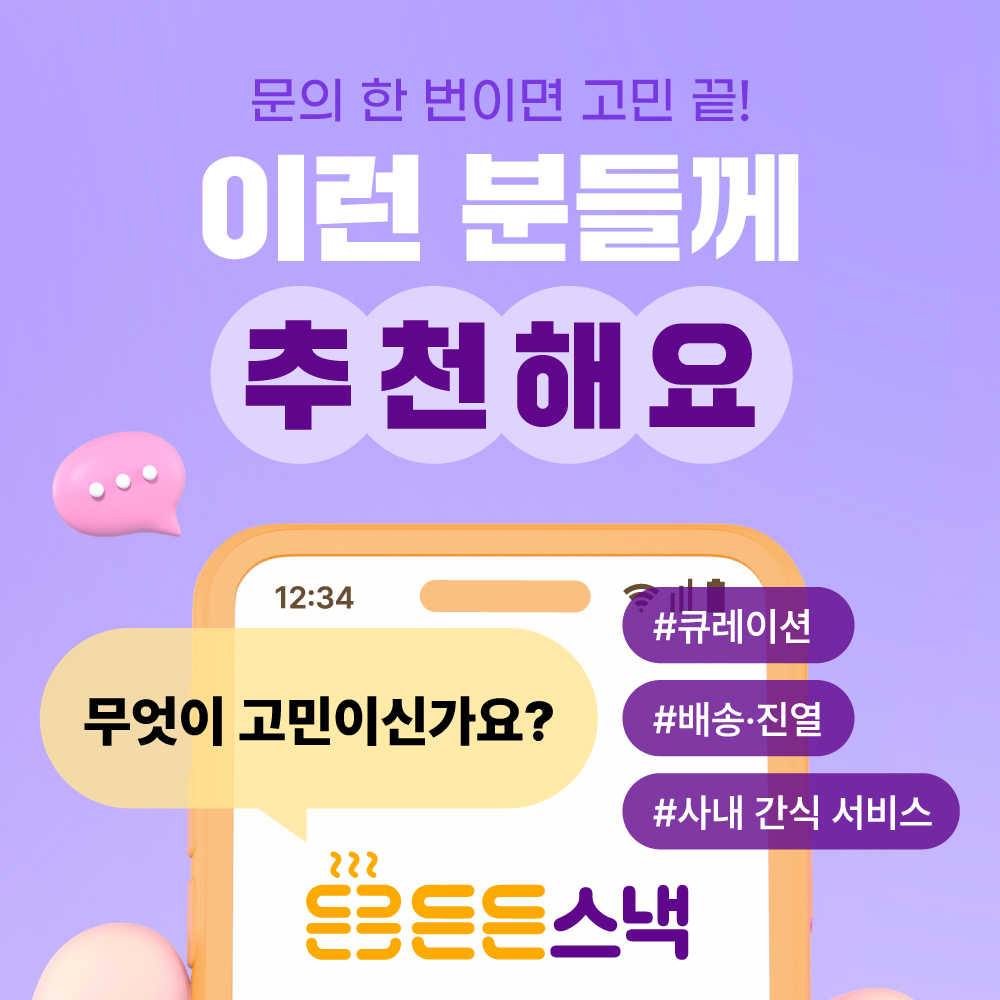 문의 한 번이면 고민 끝!
이런 분들께
추천해요
12:34
#큐레이션
무엇이 고민이신가요?
#배송·진열
#사내 간식 서비스
든든스낵